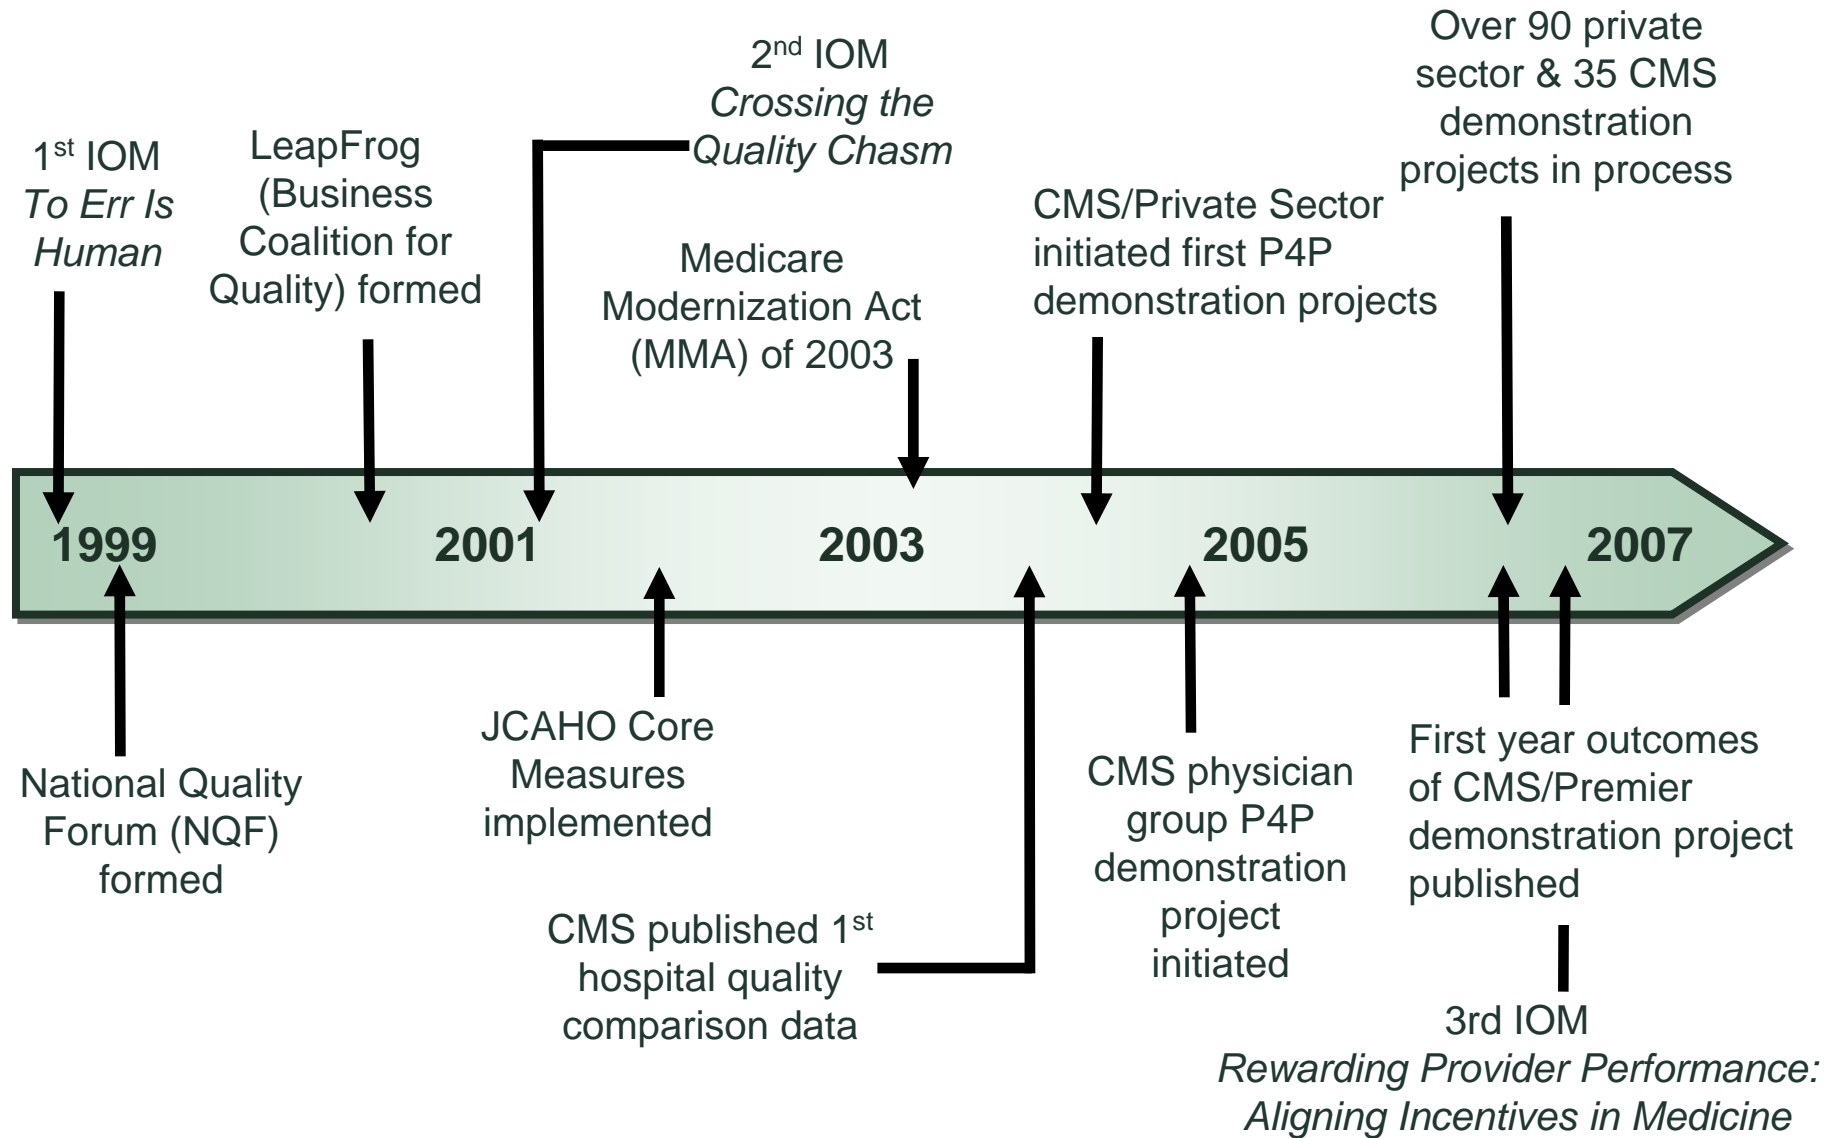 1st IOM
To Err Is
Human
LeapFrog
(Business
Coalition for
Quality) formed
2nd IOM
Crossing the
Quality Chasm
Medicare
Modernization Act
(MMA) of 2003
CMS/Private Sector
initiated first P4P
demonstration projects
Over 90 private
sector & 35 CMS
demonstration
projects in process
1999
2001
2003
2005
2007
National Quality
Forum (NQF)
formed
JCAHO Core
Measures
implemented
CMS published 1st
hospital quality
comparison data
CMS physician
group P4P
demonstration
project
initiated
First year outcomes
of CMS/Premier
demonstration project
published
3rd IOM
Rewarding Provider Performance:
Aligning Incentives in Medicine